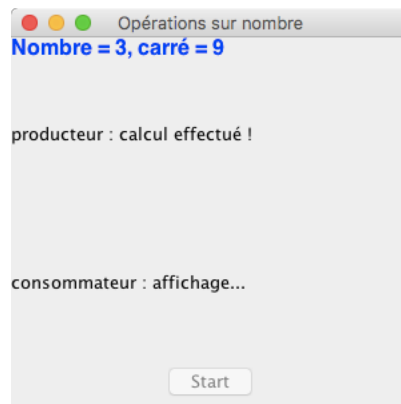 Opérations sur nombre
Nombre = 3, carré = 9
producteur : calcul effectué !
consommateur : affichage...
Start